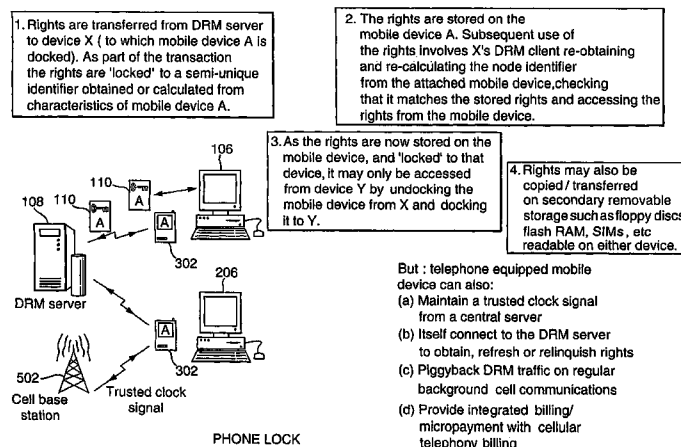 1. Rights are transferred from DRM server
to device X ( to which mobile device A is
docked). As part of the transaction
the rights are 'locked' to a semi-unique
identifier obtained or calculated from
characteristics of mobile device A.
2. The rights are stored on the
mobile device A. Subsequent use of
the rights involves X's DRM client re-obtaining
and re-calculating the node identifier
from the attached mobile device,checking
that it matches the stored rights and accessing the
rights from the mobile device.
3. As the rights are now stored on the
mobile device, and 'locked' to that
device, it may only be accessed
from device Y by undocking the
mobile device from X and docking
it to Y.
4. Rights may also be
copied / transferred
on secondary removable
storage such as floppy discs
flash RAM, SIMs, etc
readable on either device.
106
110
A
110
A
108
A
302
DRM server
206
A
302
502
Cell base
station
Trusted clock
signal
But : telephone equipped mobile
device can also:
(a) Maintain a trusted clock signal
from a central server
(b) Itself connect to the DRM server
to obtain, refresh or relinquish rights
(c) Piggyback DRM traffic on regular
background cell communications
(d) Provide integrated billing/
micropayment with cellular
telephony billing
PHONE LOCK